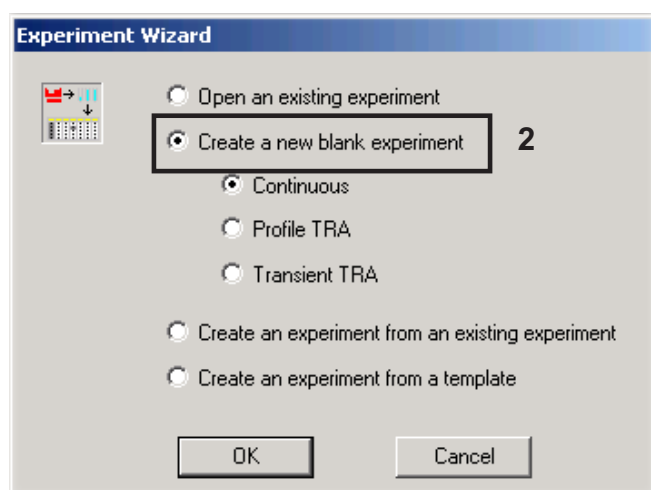 Experiment Wizard
Open an existing experiment
Create a new blank experiment 2
Continuous
Profile TRA
Transient TRA
Create an experiment from an existing experiment
Create an experiment from a template
OK Cancel